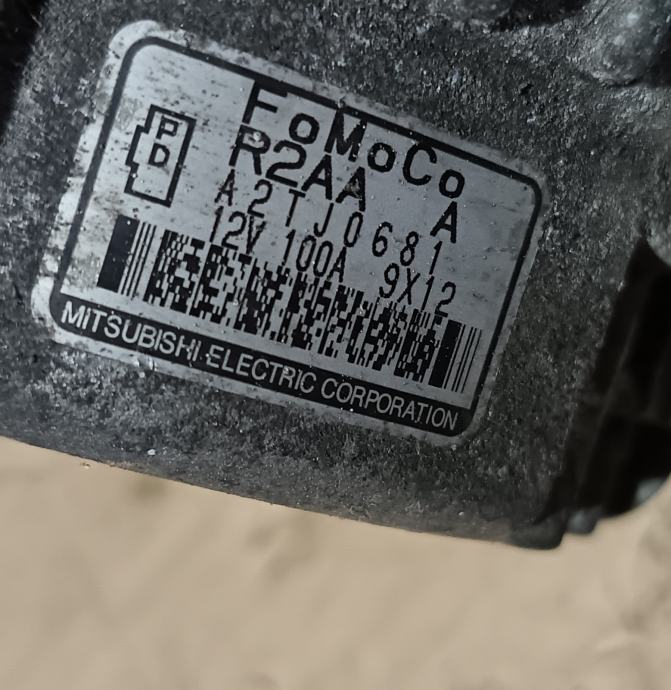 FoMoCo
PD
R2AA A
A2TJ0681
12V 100A 9X12
MITSUBISHI ELECTRIC CORPORATION